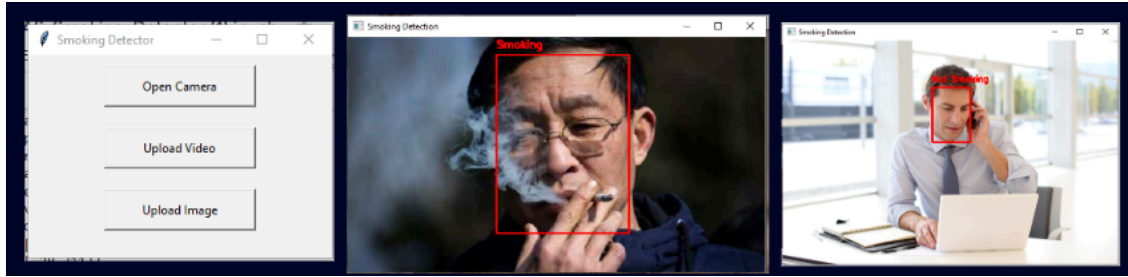 Smoking Detector
Open Camera
Upload Video
Upload Image
Smoking Detection
Smoking
Smoking Detection
Not Smoking